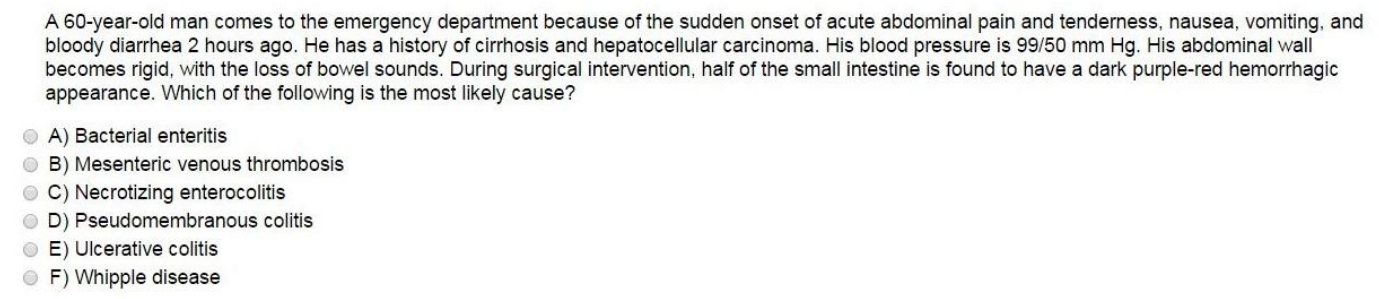 A 60-year-old man comes to the emergency department because of the sudden onset of acute abdominal pain and tenderness, nausea, vomiting, and
bloody diarrhea 2 hours ago. He has a history of cirrhosis and hepatocellular carcinoma. His blood pressure is 99/50 mm Hg. His abdominal wall
becomes rigid, with the loss of bowel sounds. During surgical intervention, half of the small intestine is found to have a dark purple-red hemorrhagic
appearance. Which of the following is the most likely cause?
A) Bacterial enteritis
B) Mesenteric venous thrombosis
C) Necrotizing enterocolitis
D) Pseudomembranous colitis
E) Ulcerative colitis
F) Whipple disease